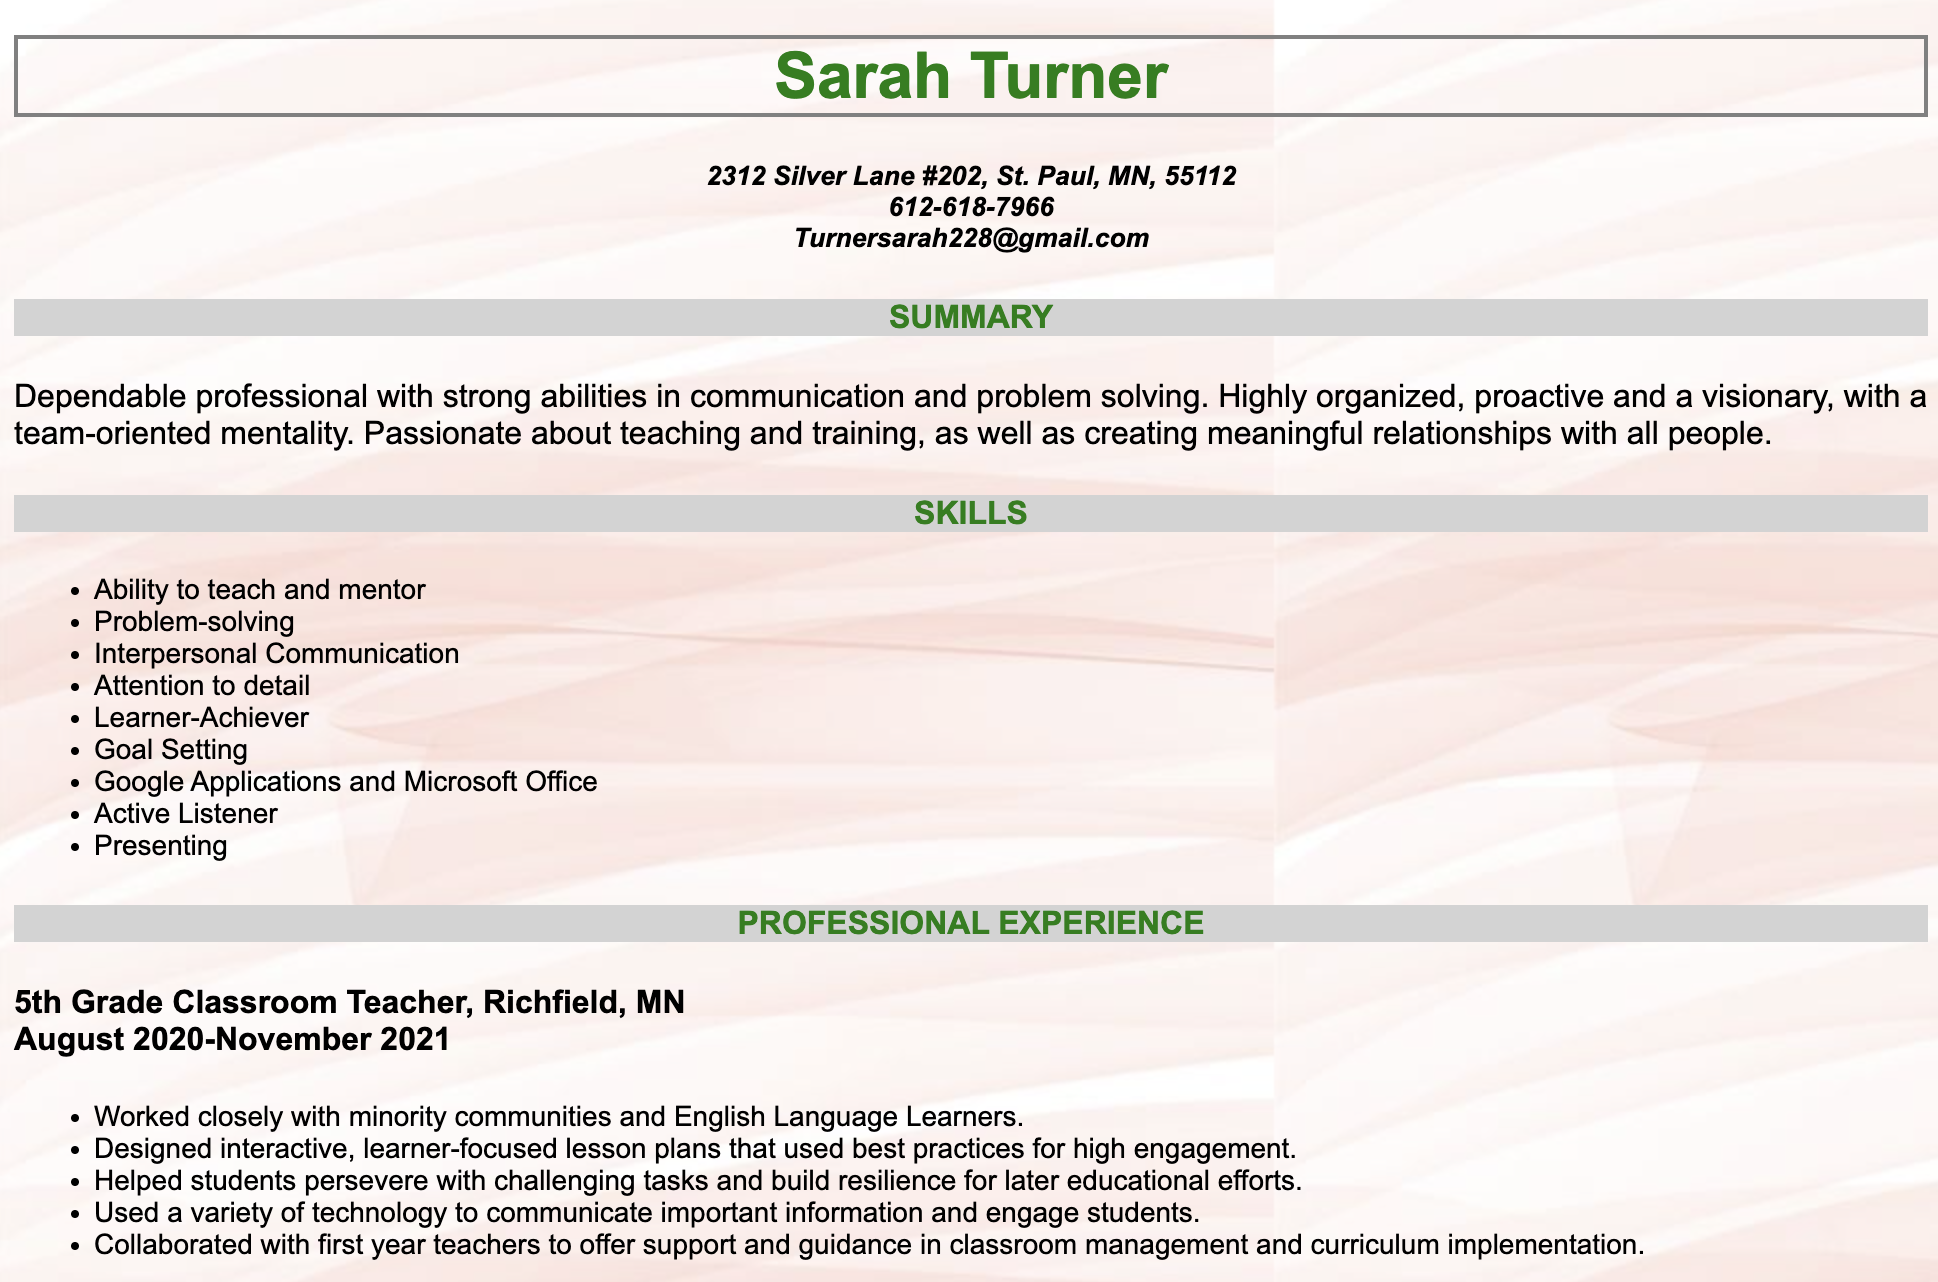 Sarah Turner
2312 Silver Lane #202, St. Paul, MN, 55112
612-618-7966
Turnersarah228@gmail.com
SUMMARY
Dependable professional with strong abilities in communication and problem solving. Highly organized, proactive and a visionary, with a
team-oriented mentality. Passionate about teaching and training, as well as creating meaningful relationships with all people.
SKILLS
• Ability to teach and mentor
• Problem-solving
• Interpersonal Communication
• Attention to detail
• Learner-Achiever
• Goal Setting
• Google Applications and Microsoft Office
• Active Listener
• Presenting
PROFESSIONAL EXPERIENCE
5th Grade Classroom Teacher, Richfield, MN
August 2020-November 2021
• Worked closely with minority communities and English Language Learners.
• Designed interactive, learner-focused lesson plans that used best practices for high engagement.
• Helped students persevere with challenging tasks and build resilience for later educational efforts.
• Used a variety of technology to communicate important information and engage students.
• Collaborated with first year teachers to offer support and guidance in classroom management and curriculum implementation.